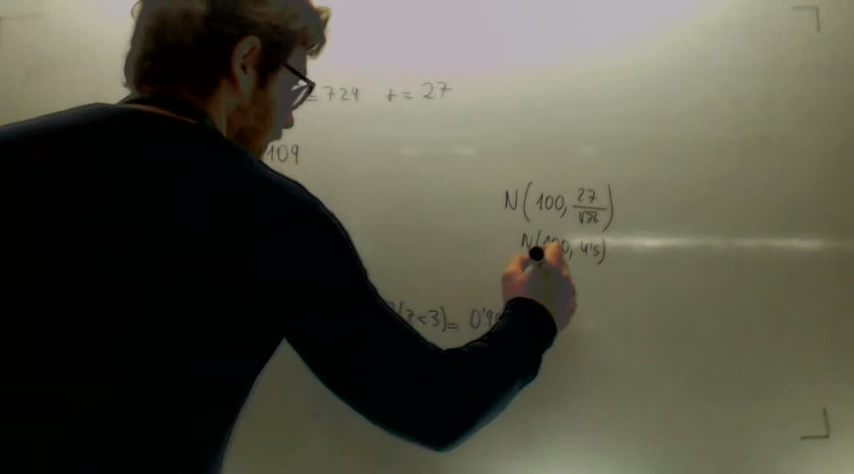 =729 σ=27
109
N(100, 27/√36)
N(100, 4'5)
(z<3)= 0'9